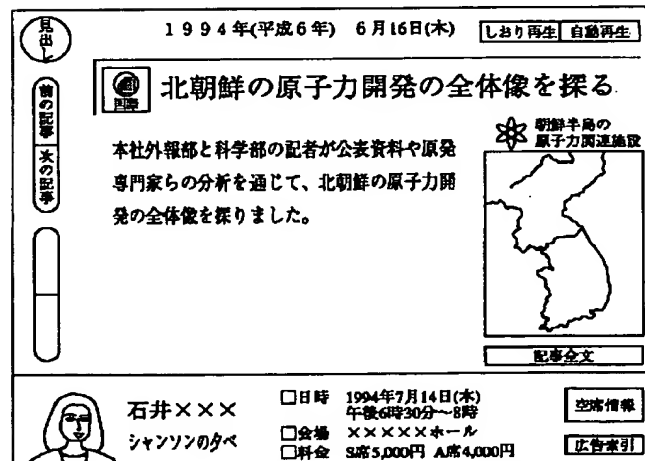 見出し
1994年(平成6年) 6月16日(木)
しおり再生 自動再生
前の記事
次の記事
国際
北朝鮮の原子力開発の全体像を探る
本社外報部と科学部の記者が公表資料や原発
専門家らの分析を通じて、北朝鮮の原子力開
発の全体像を探りました。
朝鮮半島の
原子力関連施設
記事全文
石井×××
シャンソンの夕べ
□日時 1994年7月14日(木)
午後6時30分〜8時
□会場 ×××××ホール
□料金 S席5,000円 A席4,000円
空席情報
広告索引